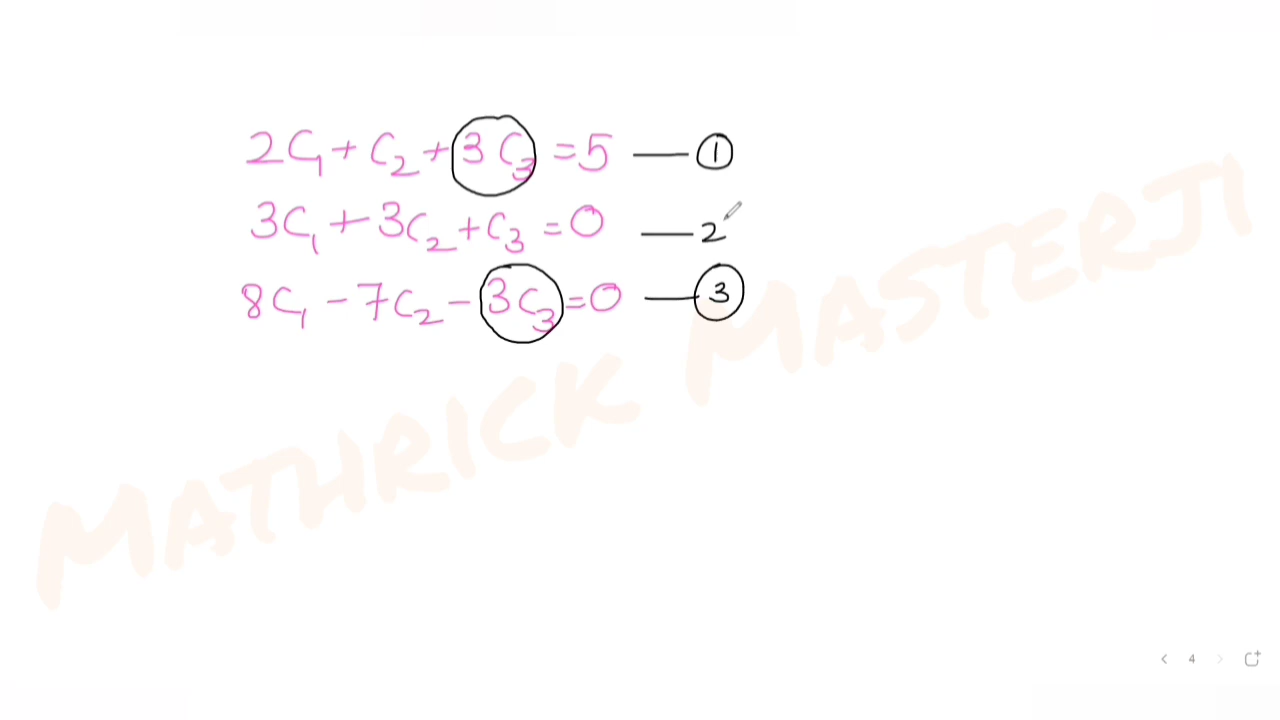 2C₁ + C₂ + 3C₃ = 5 — ①
3C₁ + 3C₂ + C₃ = 0 — 2
8C₁ - 7C₂ - 3C₃ = 0 — ③
MATHRICK MASTERJI
< 4 >